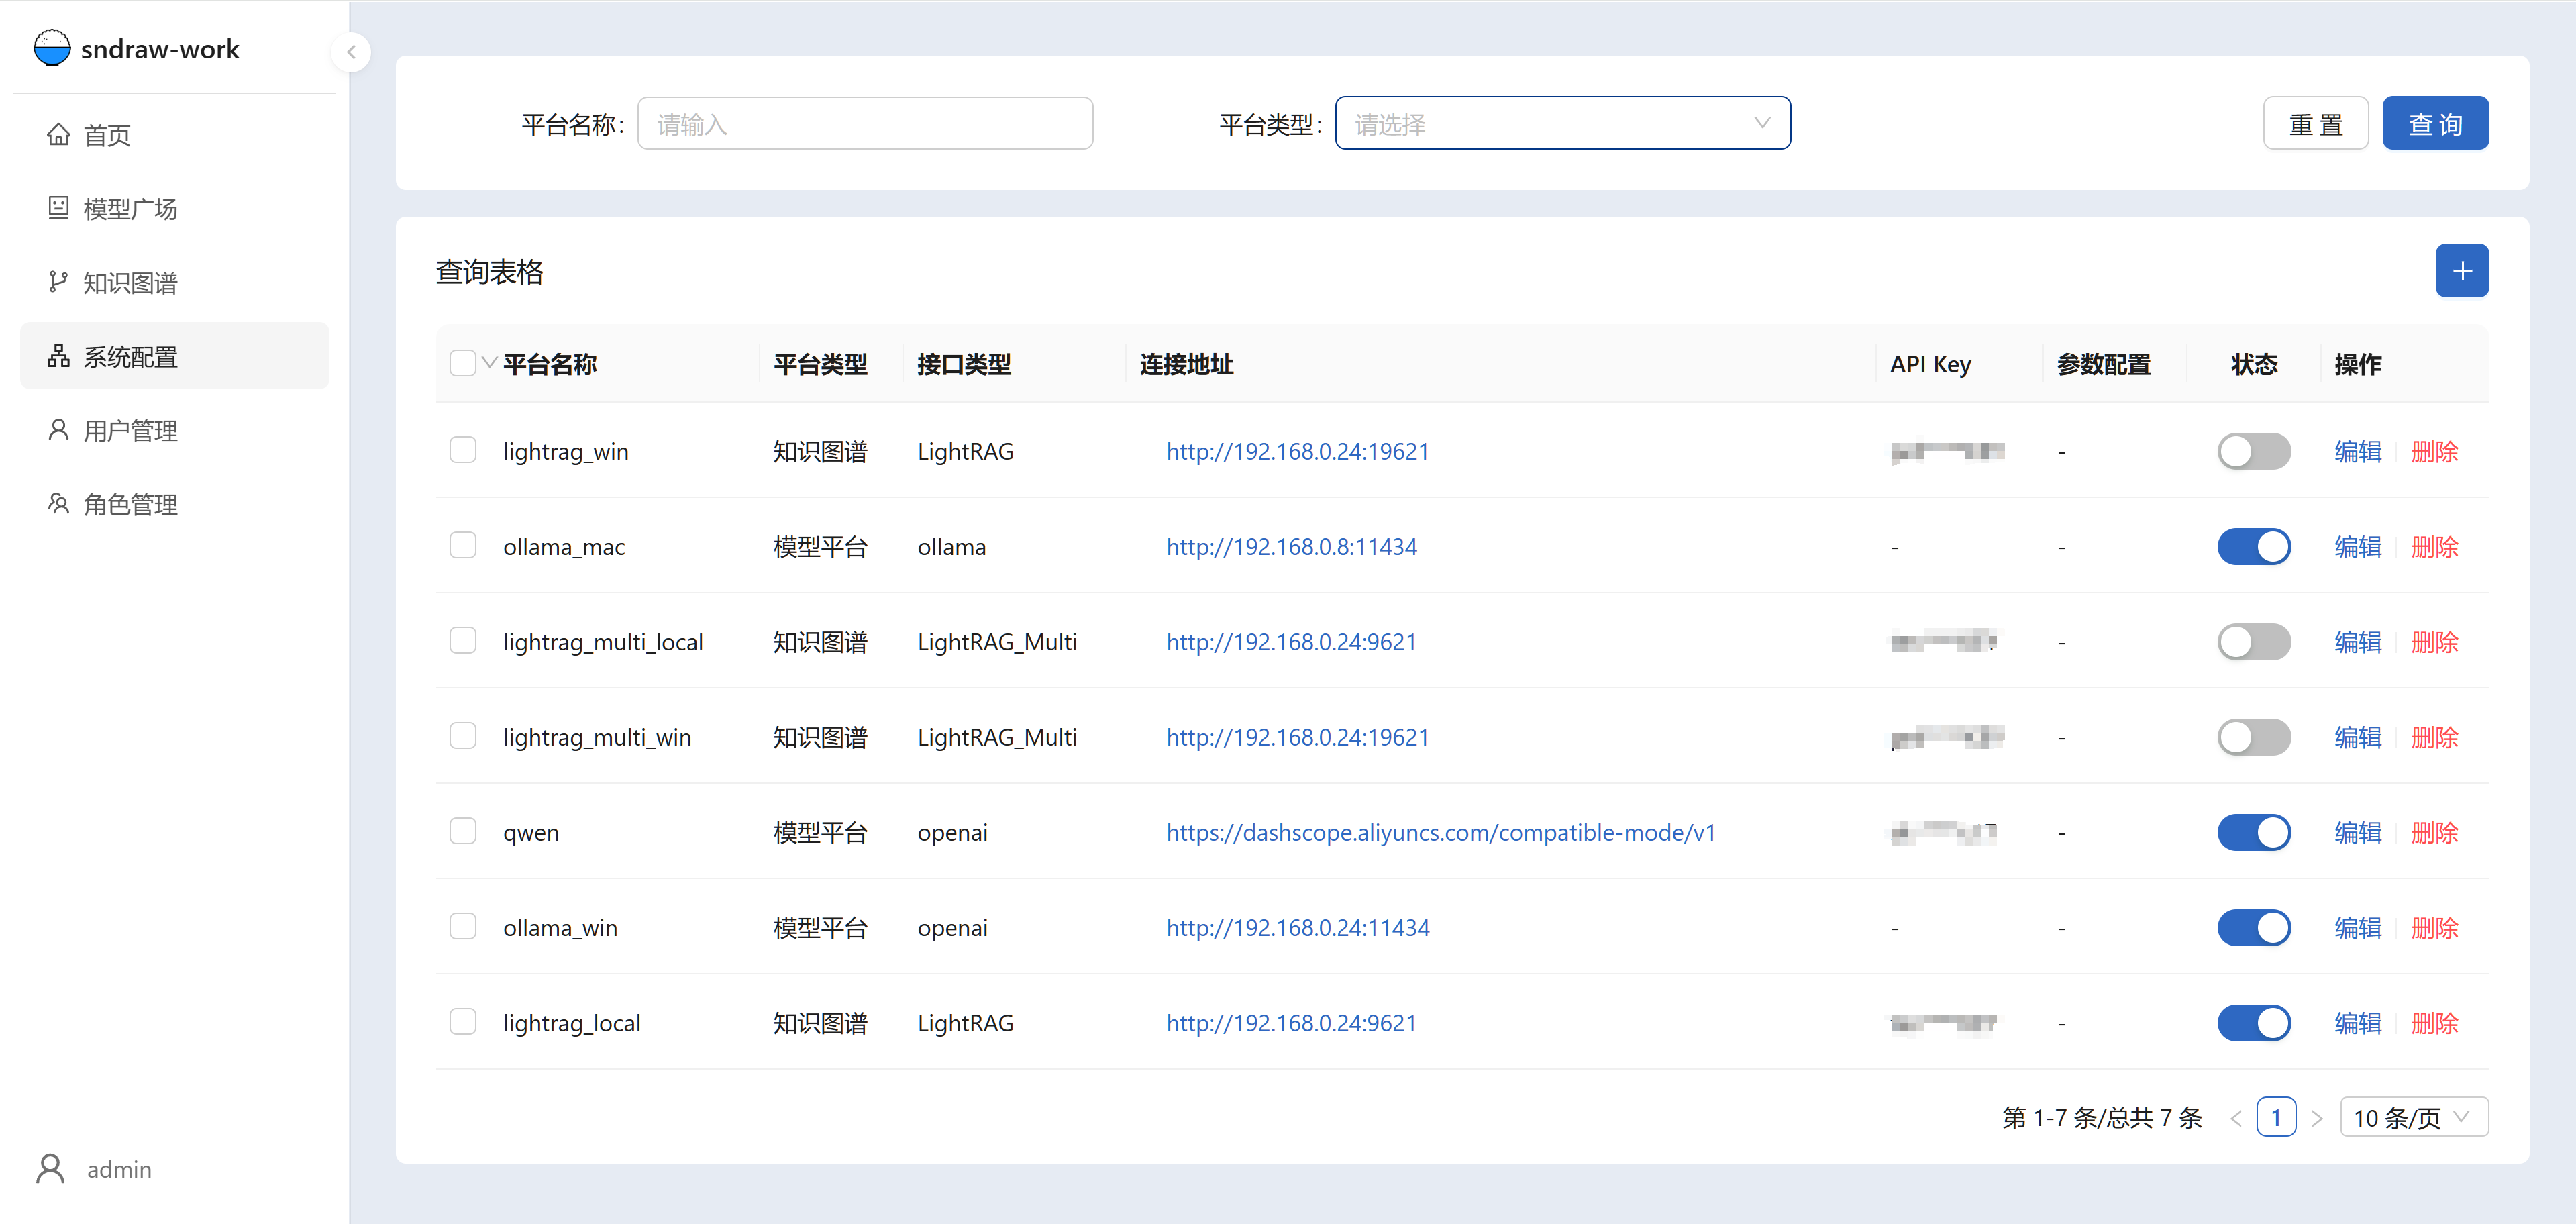 sndraw-work
首页
模型广场
知识图谱
系统配置
用户管理
角色管理
admin
平台名称: 请输入 平台类型: 请选择 重 置 查 询
查询表格
平台名称 平台类型 接口类型 连接地址 API Key 参数配置 状态 操作
lightrag_win 知识图谱 LightRAG http://192.168.0.24:19621 - 编辑 删除
ollama_mac 模型平台 ollama http://192.168.0.8:11434 - - 编辑 删除
lightrag_multi_local 知识图谱 LightRAG_Multi http://192.168.0.24:9621 - 编辑 删除
lightrag_multi_win 知识图谱 LightRAG_Multi http://192.168.0.24:19621 - 编辑 删除
qwen 模型平台 openai https://dashscope.aliyuncs.com/compatible-mode/v1 - 编辑 删除
ollama_win 模型平台 openai http://192.168.0.24:11434 - - 编辑 删除
lightrag_local 知识图谱 LightRAG http://192.168.0.24:9621 - 编辑 删除
第 1-7 条/总共 7 条 < 1 > 10 条/页